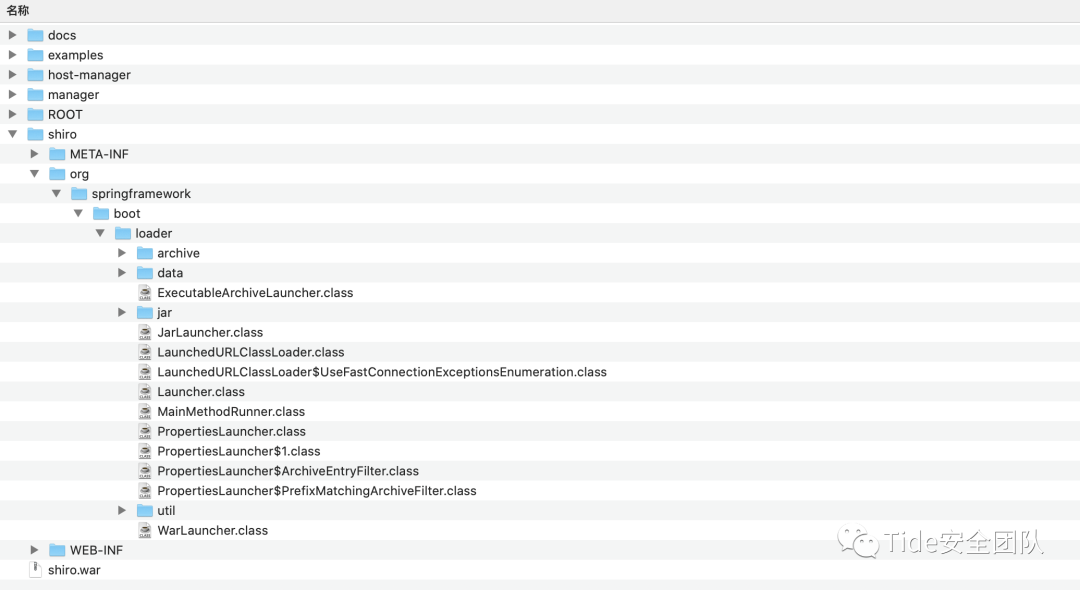 名称
docs
examples
host-manager
manager
ROOT
shiro
META-INF
org
springframework
boot
loader
archive
data
ExecutableArchiveLauncher.class
jar
JarLauncher.class
LaunchedURLClassLoader.class
LaunchedURLClassLoader$UseFastConnectionExceptionsEnumeration.class
Launcher.class
MainMethodRunner.class
PropertiesLauncher.class
PropertiesLauncher$1.class
PropertiesLauncher$ArchiveEntryFilter.class
PropertiesLauncher$PrefixMatchingArchiveFilter.class
util
WarLauncher.class
WEB-INF
shiro.war
Tide安全团队